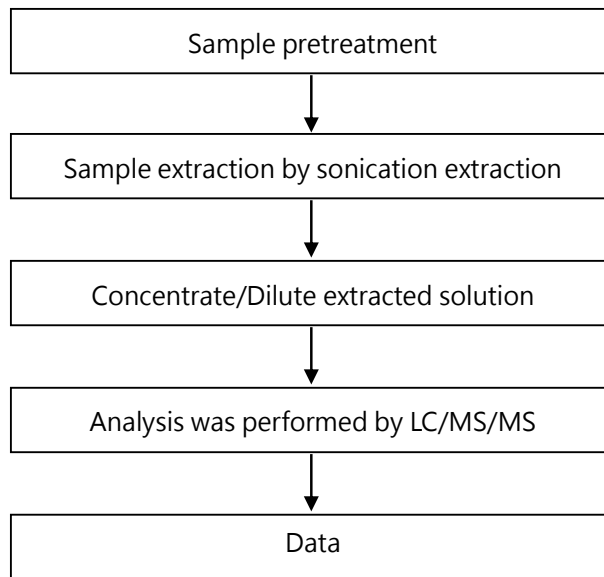 Sample pretreatment
Sample extraction by sonication extraction
Concentrate/Dilute extracted solution
Analysis was performed by LC/MS/MS
Data